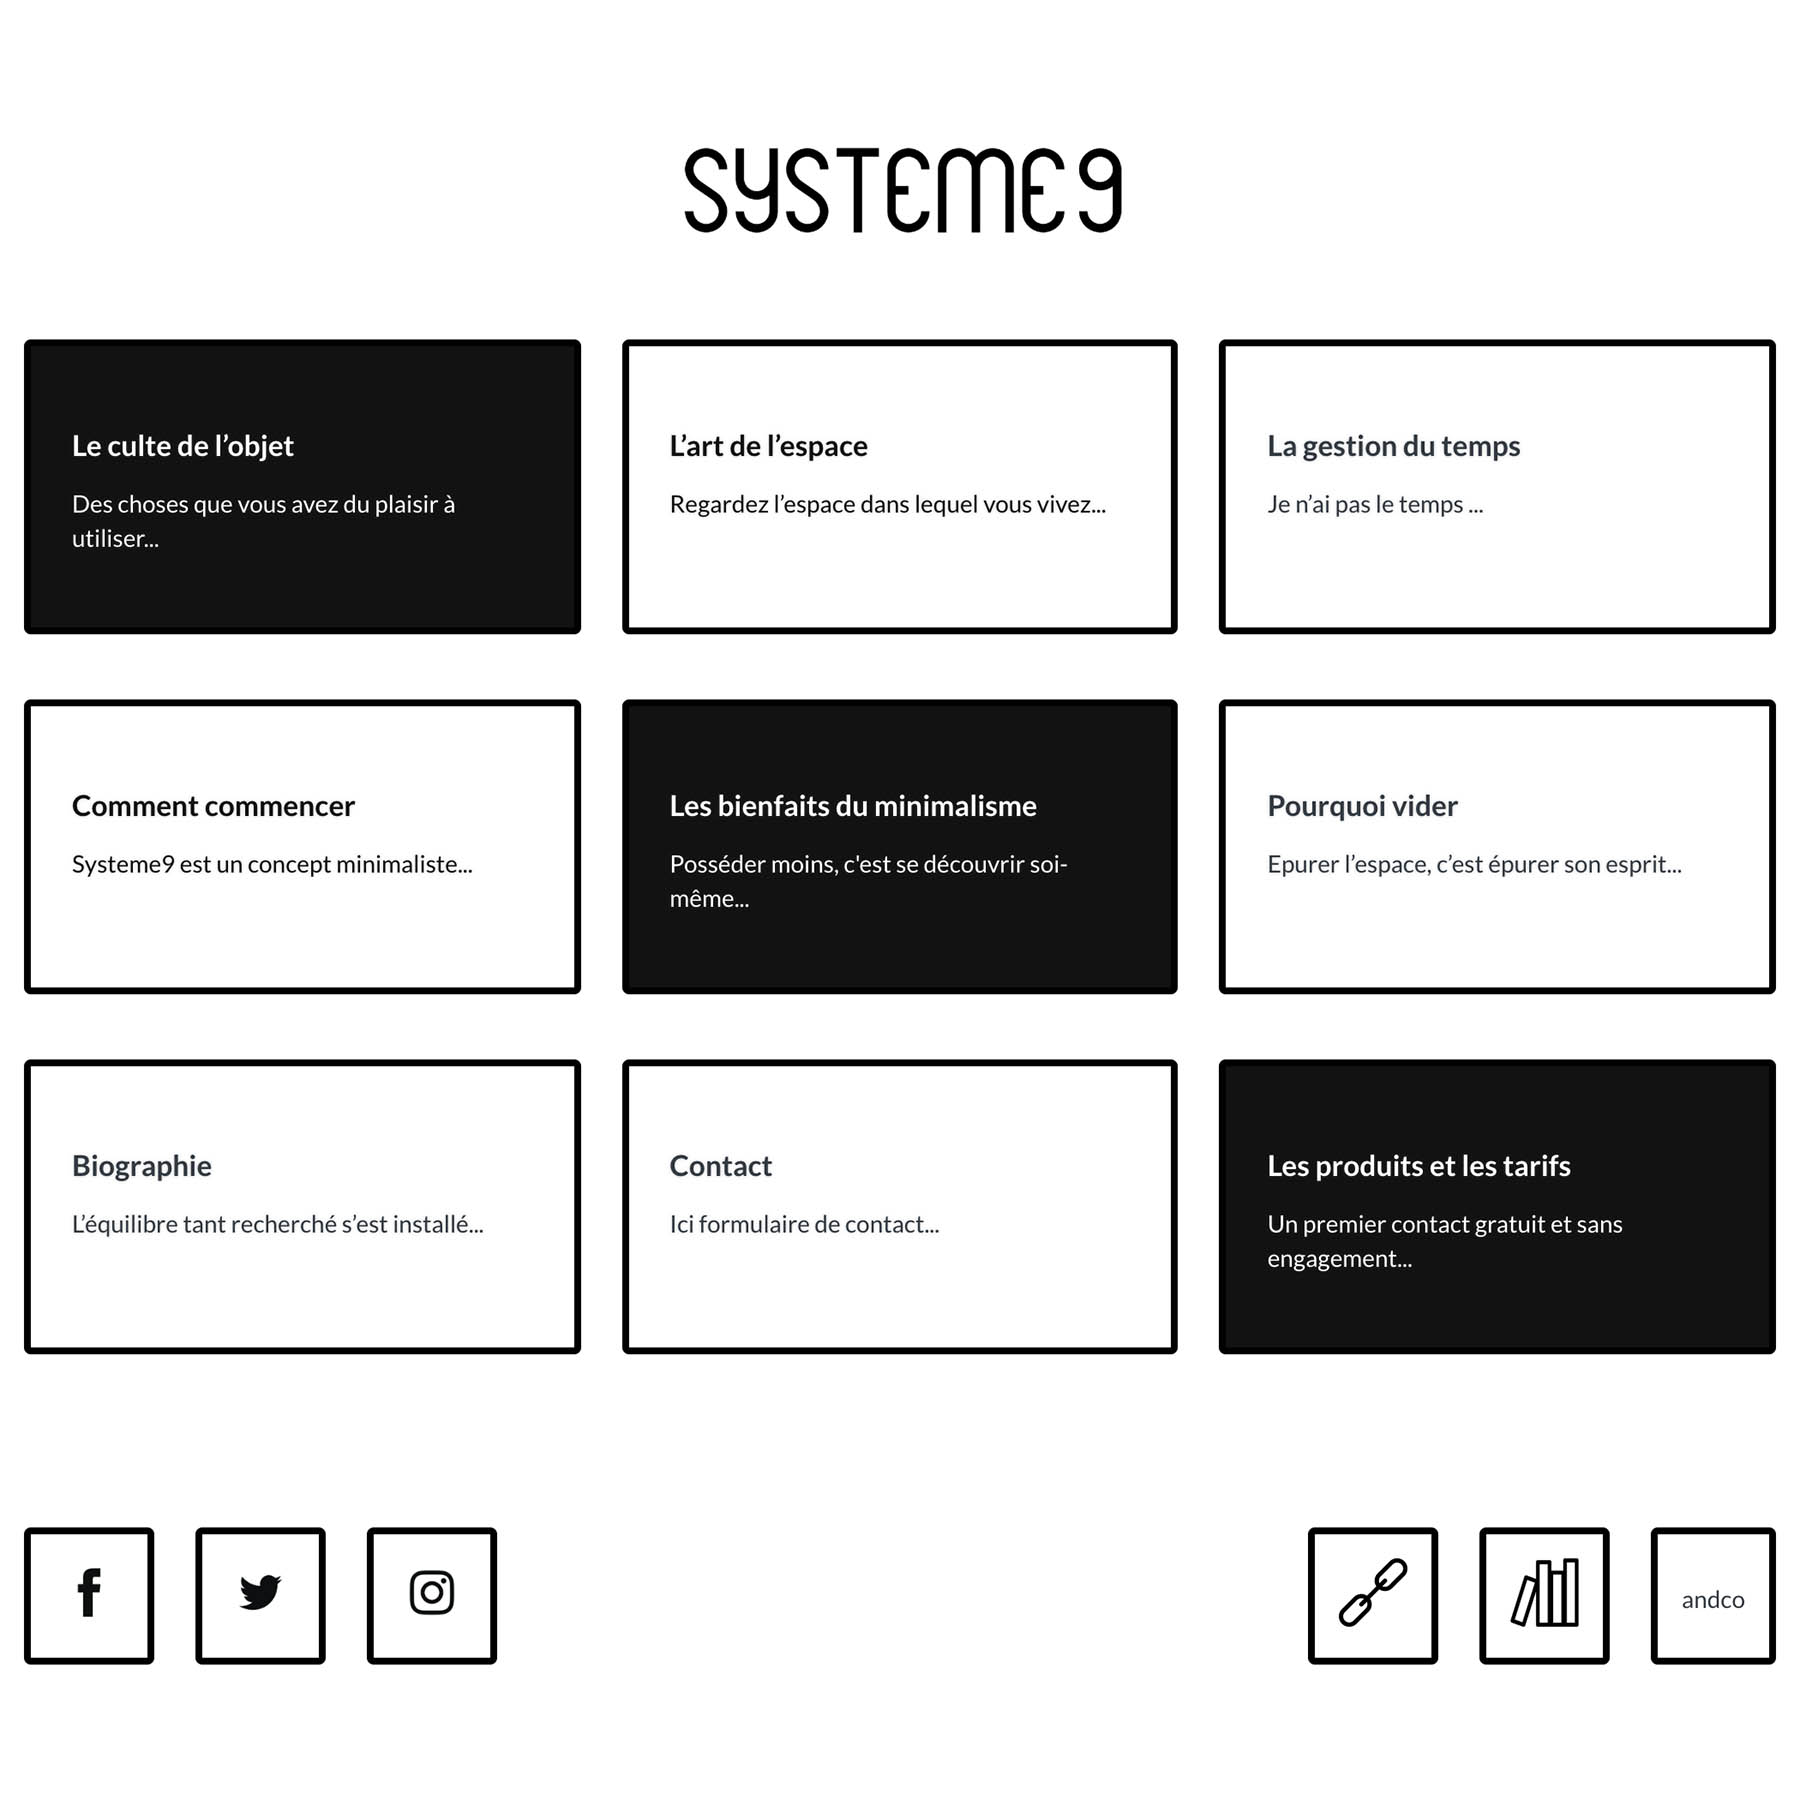 SYSTEME9
Le culte de l’objet
Des choses que vous avez du plaisir à
utiliser...
L’art de l’espace
Regardez l’espace dans lequel vous vivez...
La gestion du temps
Je n’ai pas le temps ...
Comment commencer
Systeme9 est un concept minimaliste...
Les bienfaits du minimalisme
Posséder moins, c'est se découvrir soi-
même...
Pourquoi vider
Epurer l’espace, c’est épurer son esprit...
Biographie
L’équilibre tant recherché s’est installé...
Contact
Ici formulaire de contact...
Les produits et les tarifs
Un premier contact gratuit et sans
engagement...
andco